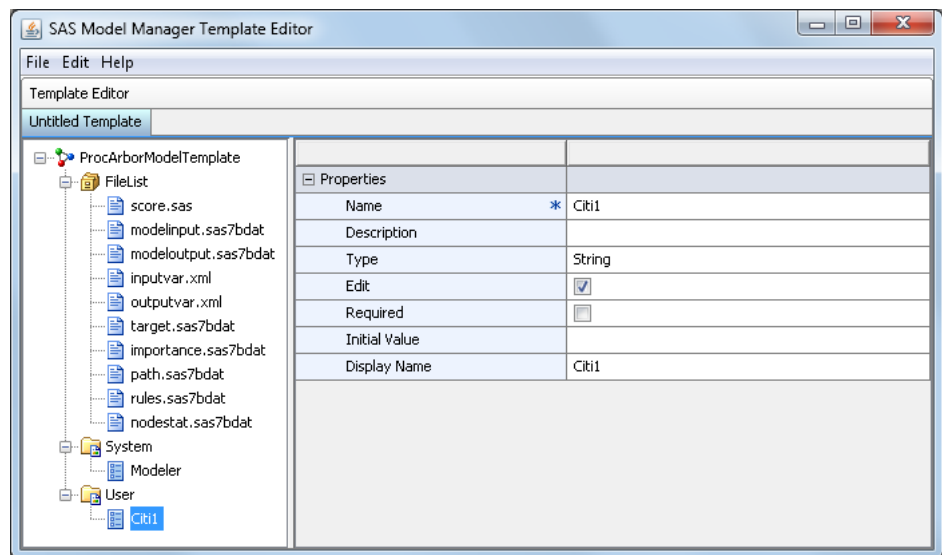 SAS Model Manager Template Editor
File Edit Help
Template Editor
Untitled Template
ProcArborModelTemplate
FileList
score.sas
modelinput.sas7bdat
modeloutput.sas7bdat
inputvar.xml
outputvar.xml
target.sas7bdat
importance.sas7bdat
path.sas7bdat
rules.sas7bdat
nodestat.sas7bdat
System
Modeler
User
Citi1
Properties
Name * Citi1
Description
Type String
Edit
Required
Initial Value
Display Name Citi1